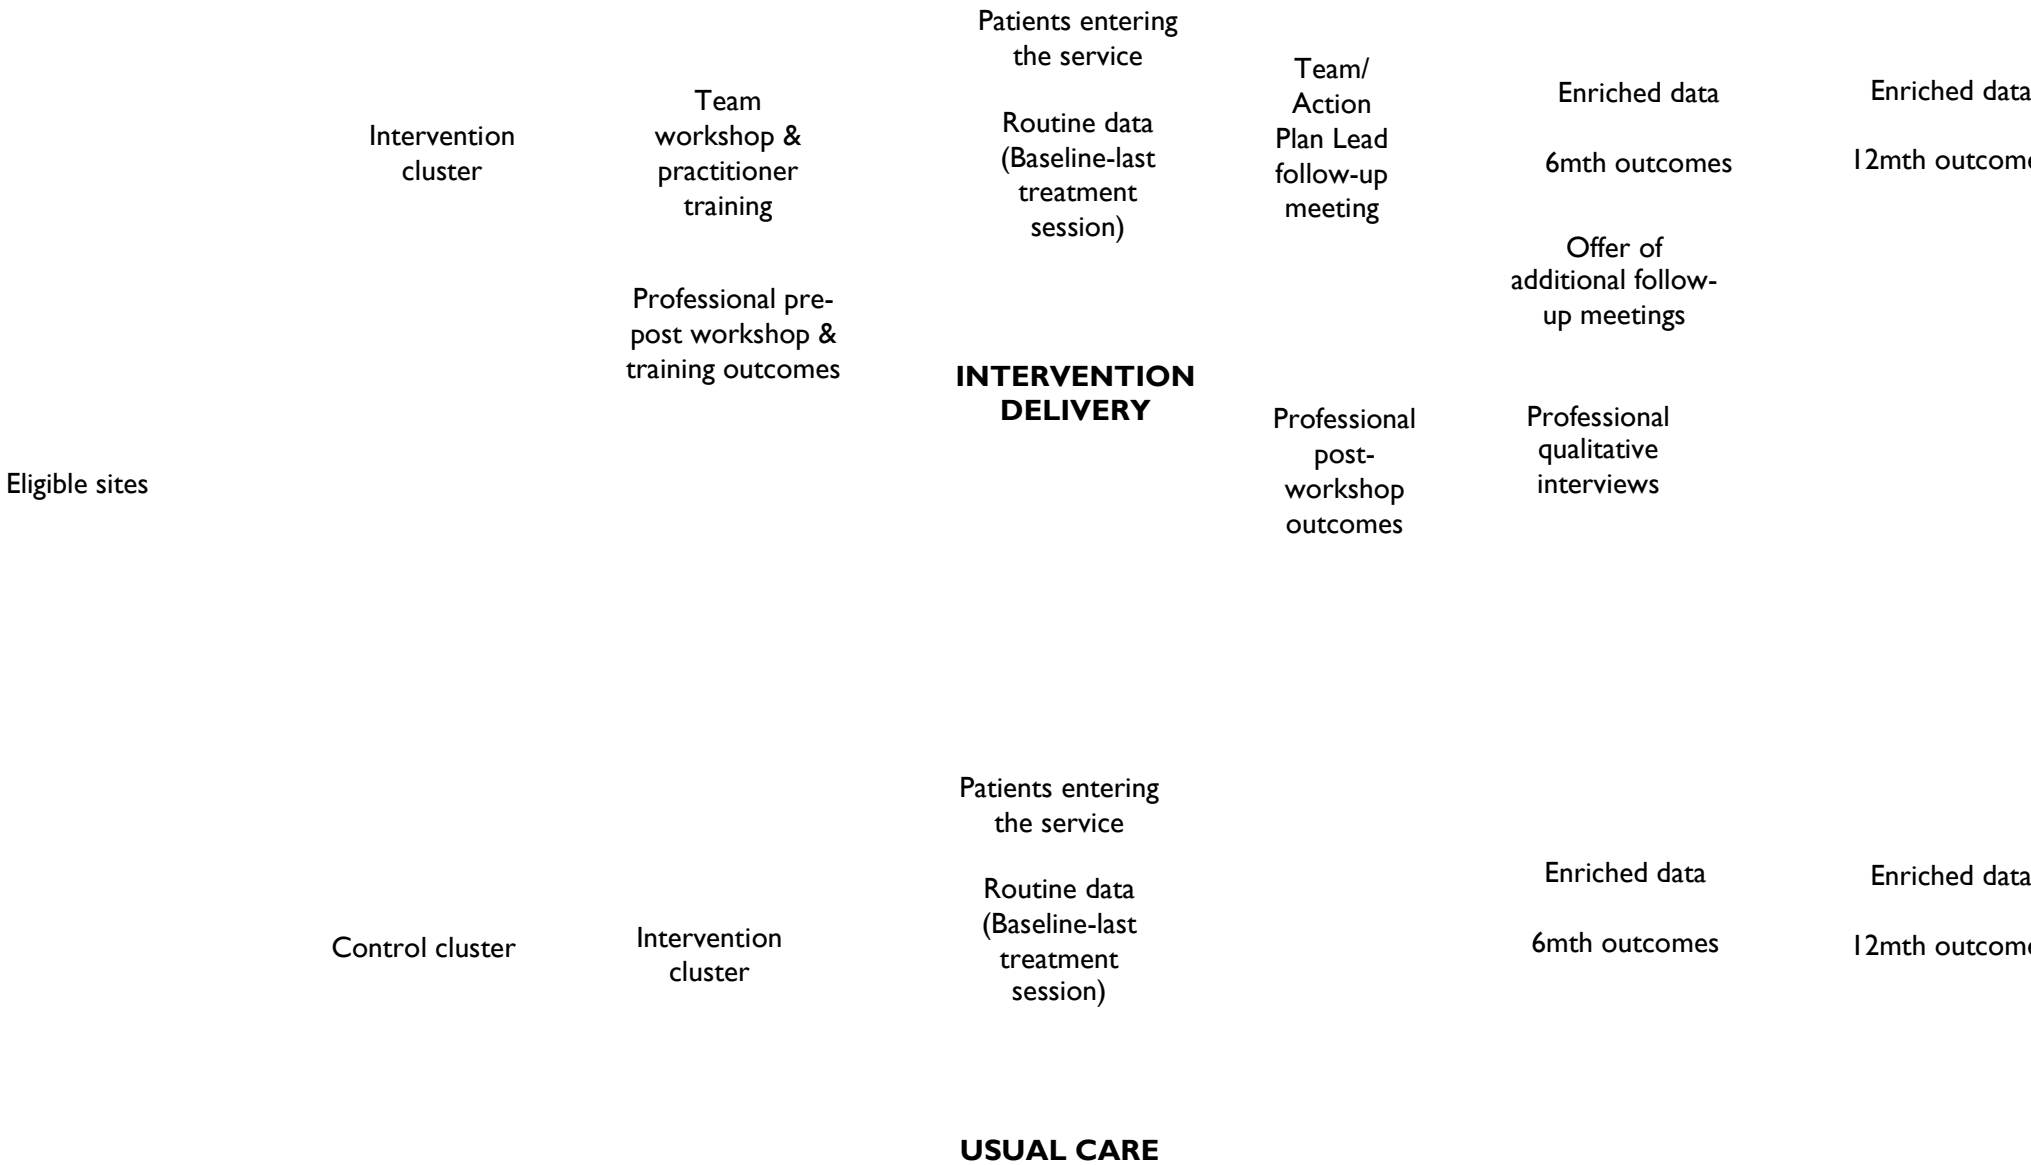 Eligible sites
Intervention
cluster
Team
workshop &
practitioner
training
Professional pre-
post workshop &
training outcomes
Patients entering
the service
Routine data
(Baseline-last
treatment
session)
INTERVENTION
DELIVERY
Team/
Action
Plan Lead
follow-up
meeting
Professional
post-
workshop
outcomes
Enriched data
6mth outcomes
Offer of
additional follow-
up meetings
Professional
qualitative
interviews
Enriched data
12mth outcome
Control cluster
Intervention
cluster
Patients entering
the service
Routine data
(Baseline-last
treatment
session)
USUAL CARE
Enriched data
6mth outcomes
Enriched data
12mth outcome